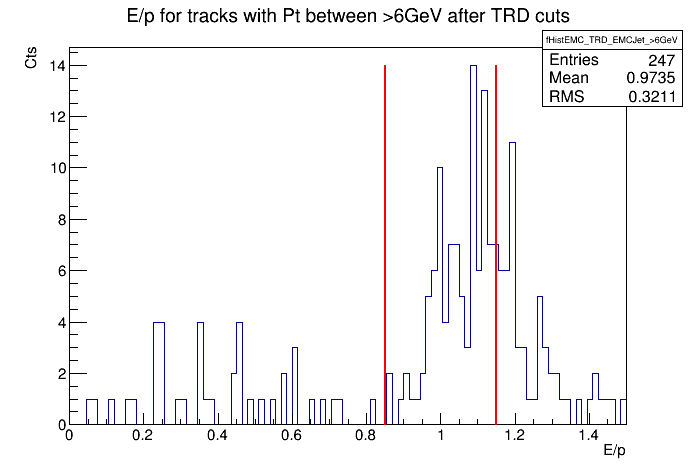 E/p for tracks with Pt between >6GeV after TRD cuts
fHistEMC_TRD_EMCJet_>6GeV
Entries 247
Mean 0.9735
RMS 0.3211
Cts
14
12
10
8
6
4
2
0
0 0.2 0.4 0.6 0.8 1 1.2 1.4
E/p